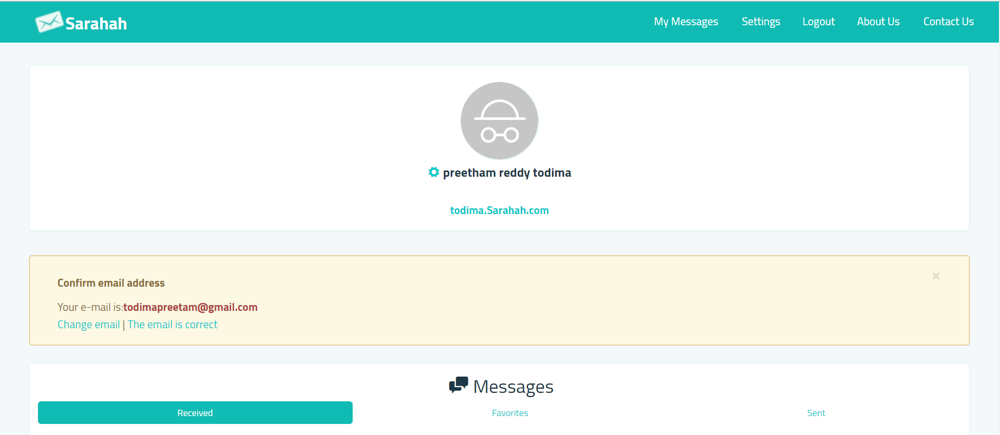 Sarahah
My Messages Settings Logout About Us Contact Us
preetham reddy todima
todima.Sarahah.com
Confirm email address
×
Your e-mail is:todimapreetam@gmail.com
Change email | The email is correct
Messages
Received Favorites Sent